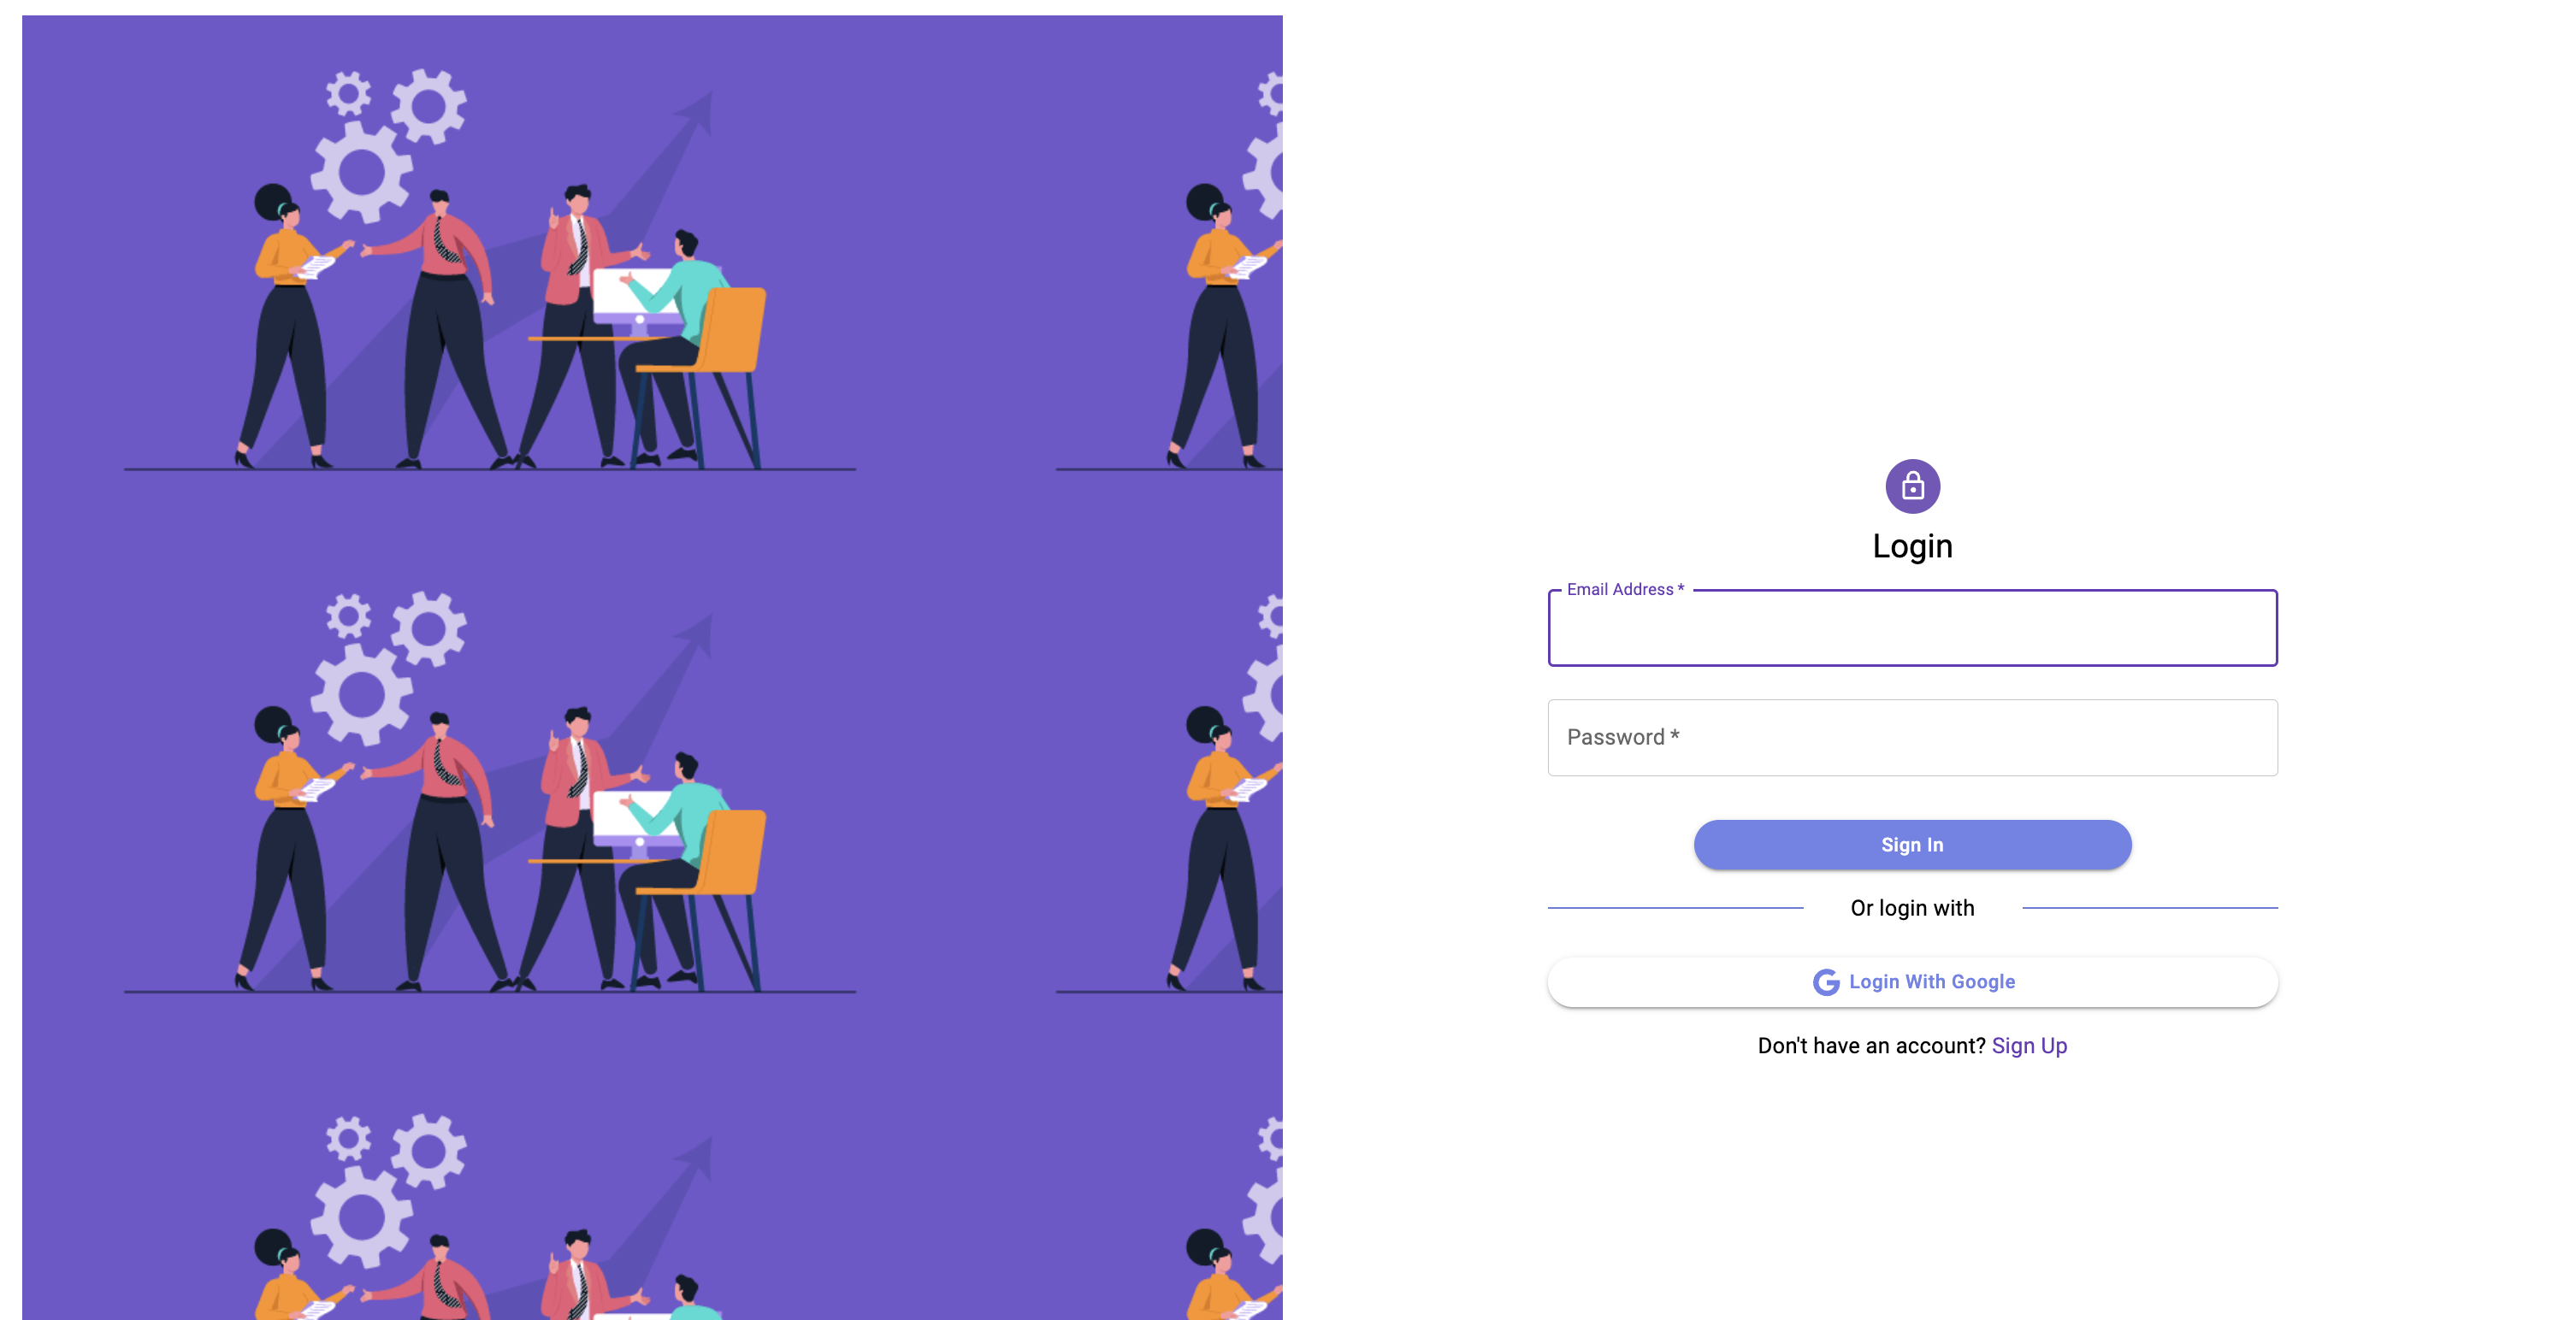 Login
Email Address *
Password *
Sign In
Or login with
Login With Google
Don't have an account? Sign Up